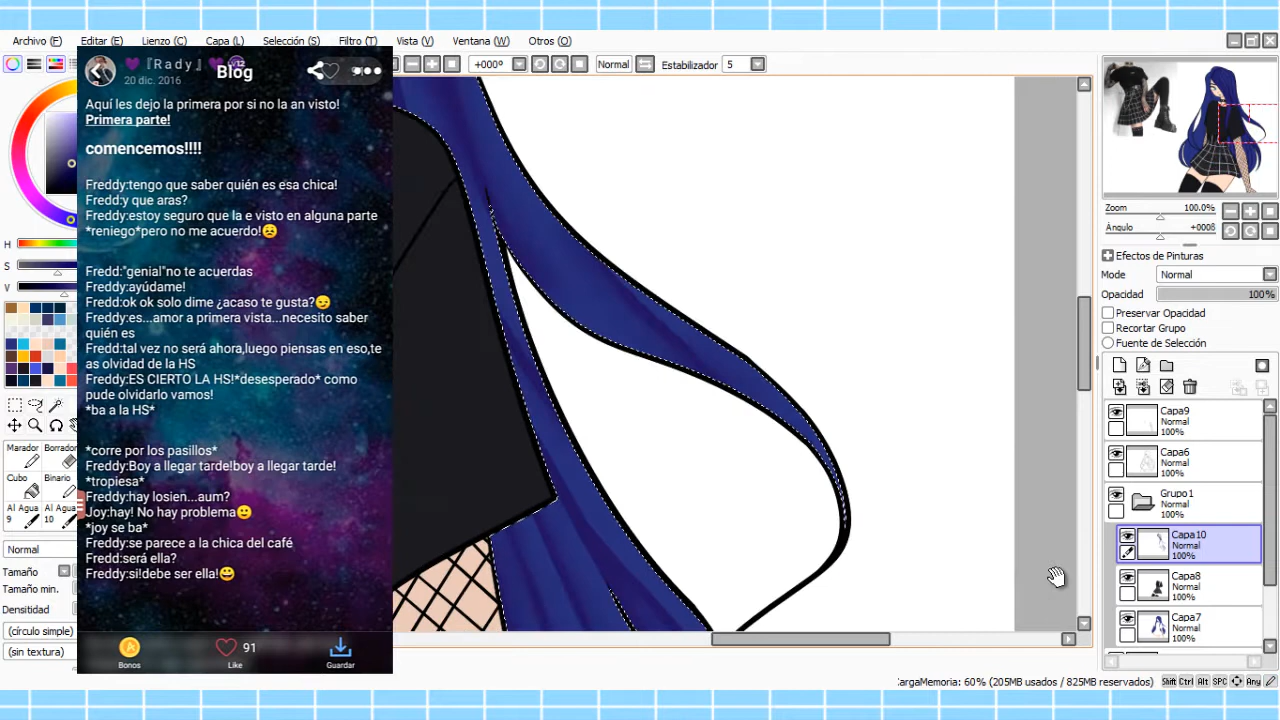 Archivo (F) Editar (E) Lienzo (C) Capa (L) Selección (S) Filtro (T) Vista (V) Ventana (W) Otros (O)
+000º Normal Estabilizador 5
『Rady』
20 dic. 2016
Blog
Aquí les dejo la primera por si no la an visto!
Primera parte!
comencemos!!!!
Freddy:tengo que saber quién es esa chica!
Freddy:y que aras?
Freddy:estoy seguro que la e visto en alguna parte
*reniego*pero no me acuerdo!😣
Fredd:"genial"no te acuerdas
Freddy:ayúdame!
Fredd:ok ok solo dime ¿acaso te gusta?😏
Freddy:es...amor a primera vista...necesito saber
quién es
Fredd:tal vez no será ahora,luego piensas en eso,te
as olvidad de la HS
Freddy:ES CIERTO LA HS!*desesperado* como
pude olvidarlo vamos!
*ba a la HS*
*corre por los pasillos*
Freddy:Boy a llegar tarde!boy a llegar tarde!
*tropiesa*
Freddy:hay losien...aum?
Joy:hay! No hay problema🙂
*joy se ba*
Freddy:se parece a la chica del café
Fredd:será ella?
Freddy:si!debe ser ella!😀
Bonos
91
Like
Guardar
H
S
V
Marador Borrador
Cubo Binario
Al Agua 9 Al Agua 10
Normal
Tamaño
Tamaño min.
Densidad
(círculo simple)
(sin textura)
Zoom 100.0%
Ángulo +0008
Efectos de Pinturas
Mode Normal
Opacidad 100%
Preservar Opacidad
Recortar Grupo
Fuente de Selección
Capa9
Normal
100%
Capa6
Normal
100%
Grupo1
Normal
100%
Capa10
Normal
100%
Capa8
Normal
100%
Capa7
Normal
100%
CargaMemoria: 60% (205MB usados / 825MB reservados) Shift Ctrl Alt SPC Any